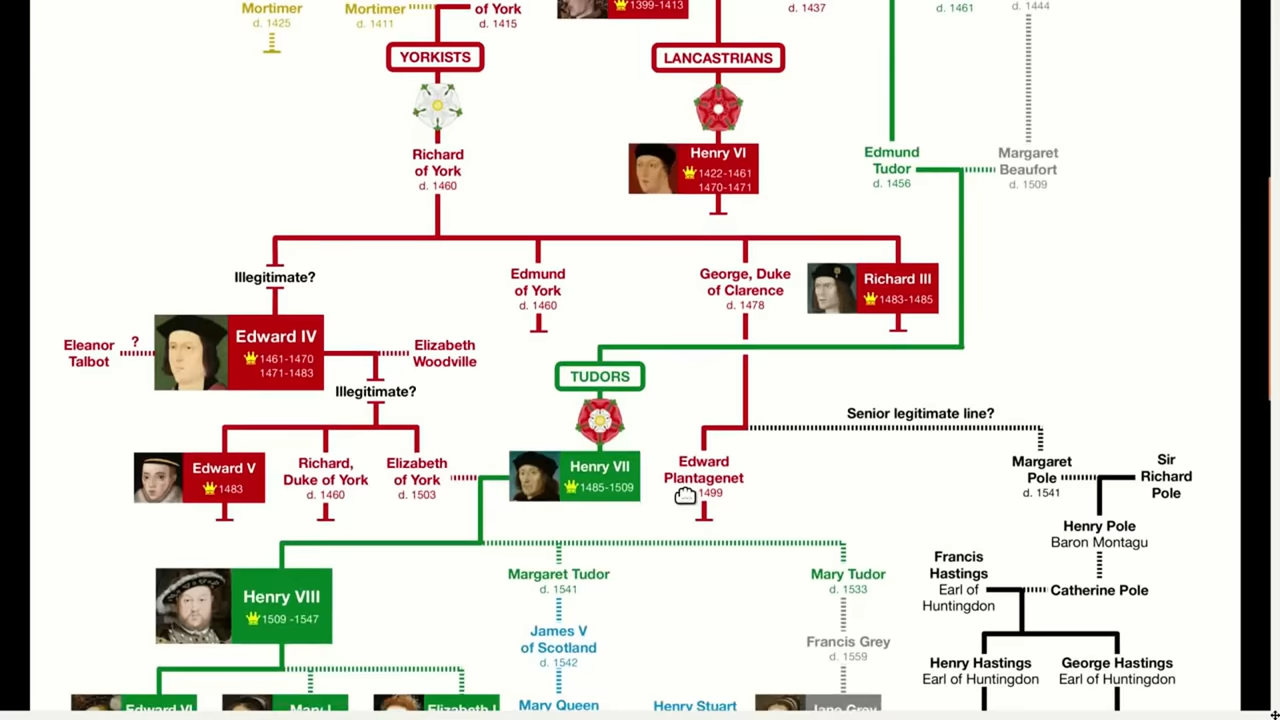 Mortimer
d. 1425
Mortimer
d. 1411
of York
d. 1415
1399-1413
d. 1437
d. 1461
d. 1444
YORKISTS
LANCASTRIANS
Richard
of York
d. 1460
Henry VI
1422-1461
1470-1471
Edmund
Tudor
d. 1456
Margaret
Beaufort
d. 1509
Illegitimate?
Edmund
of York
d. 1460
George, Duke
of Clarence
d. 1478
Richard III
1483-1485
Eleanor
Talbot
?
Edward IV
1461-1470
1471-1483
Elizabeth
Woodville
Illegitimate?
TUDORS
Senior legitimate line?
Edward V
1483
Richard,
Duke of York
d. 1460
Elizabeth
of York
d. 1503
Henry VII
1485-1509
Edward
Plantagenet
1499
Margaret
Pole
d. 1541
Sir
Richard
Pole
Henry Pole
Baron Montagu
Francis
Hastings
Earl of
Huntingdon
Catherine Pole
Henry VIII
1509 -1547
Margaret Tudor
d. 1541
Mary Tudor
d. 1533
James V
of Scotland
d. 1542
Francis Grey
d. 1559
Henry Hastings
Earl of Huntingdon
George Hastings
Earl of Huntingdon
Edward VI
Mary I
Elizabeth I
Mary Queen
Henry Stuart
Jane Grey